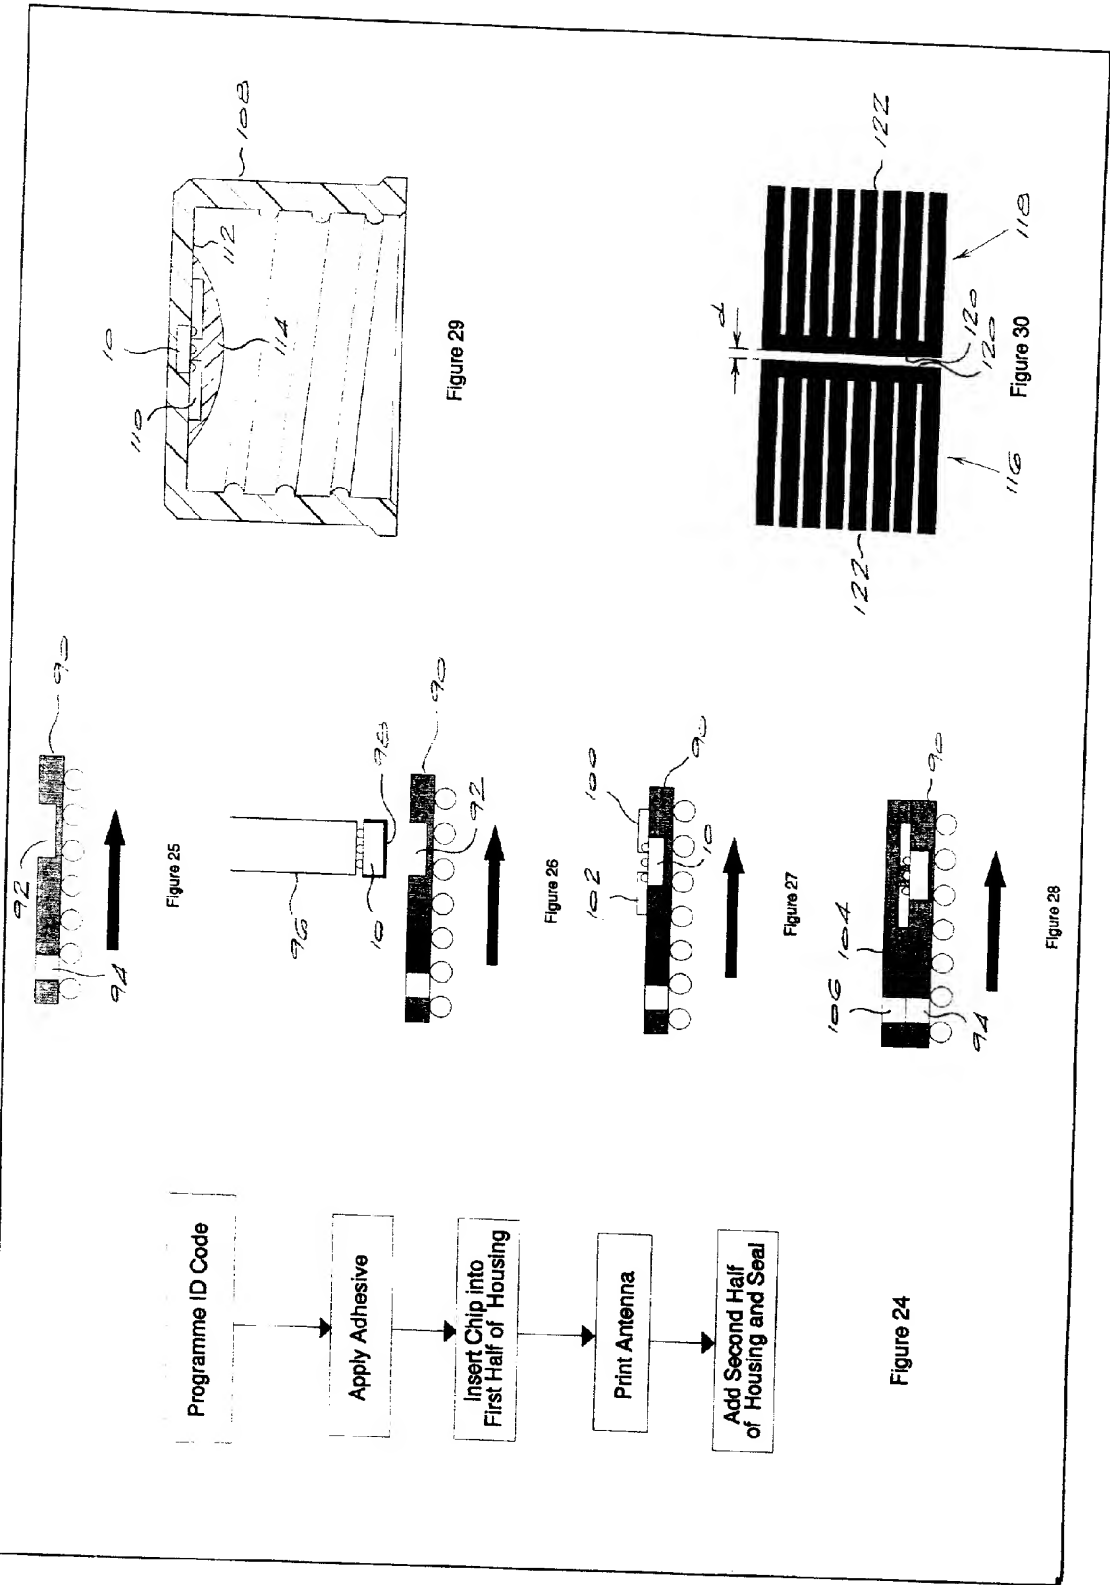 Programme ID Code
Apply Adhesive
Insert Chip into
First Half of Housing
Print Antenna
Add Second Half
of Housing and Seal
Figure 24
92
90
94
Figure 25
96
10
98
90
92
Figure 26
102
100
90
10
Figure 27
106
104
90
94
Figure 28
110
10
108
112
114
Figure 29
d
122
122
116
120
120
118
Figure 30